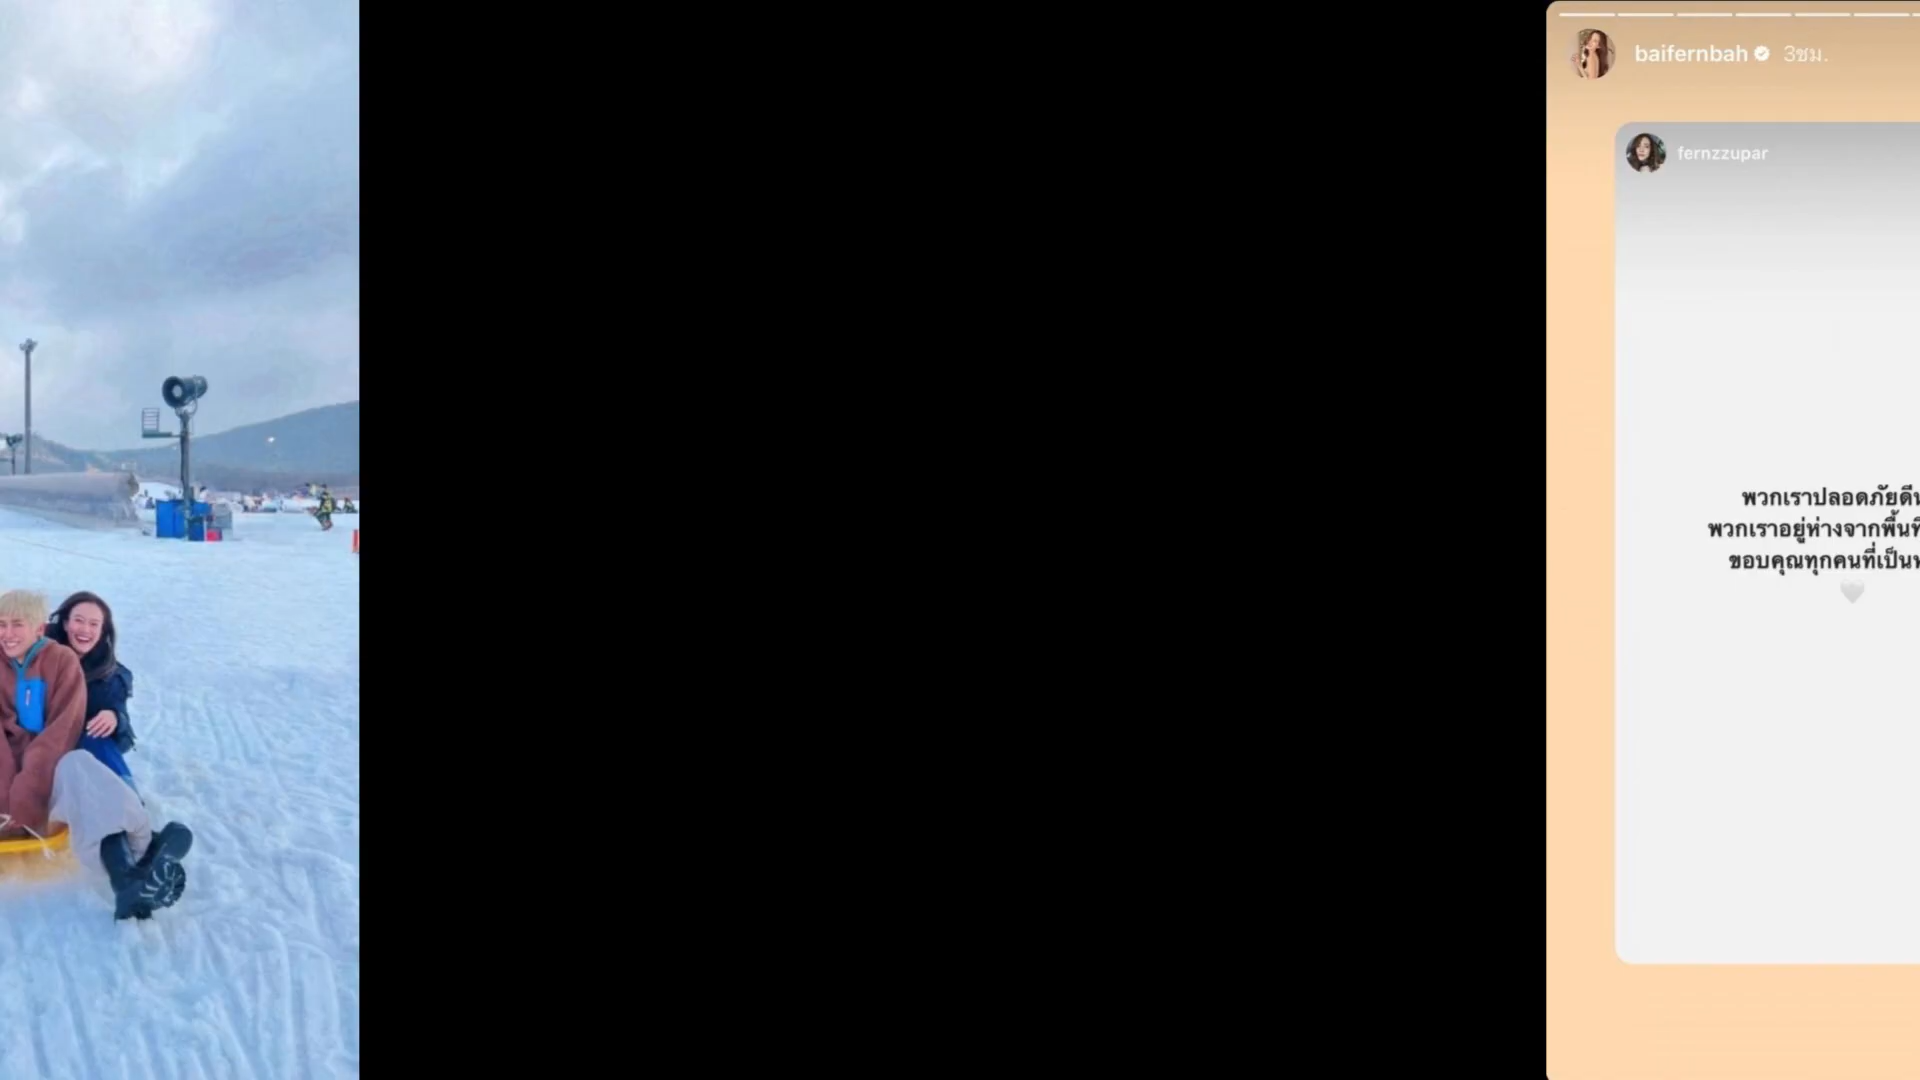 baifernbah 3ชม.
fernzzupar
พวกเราปลอดภัยดี
พวกเราอยู่ห่างจากพื้นที่
ขอบคุณทุกคนที่เป็น